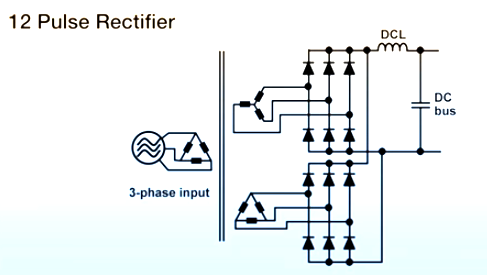 12 Pulse Rectifier
DCL
DC
bus
3-phase input